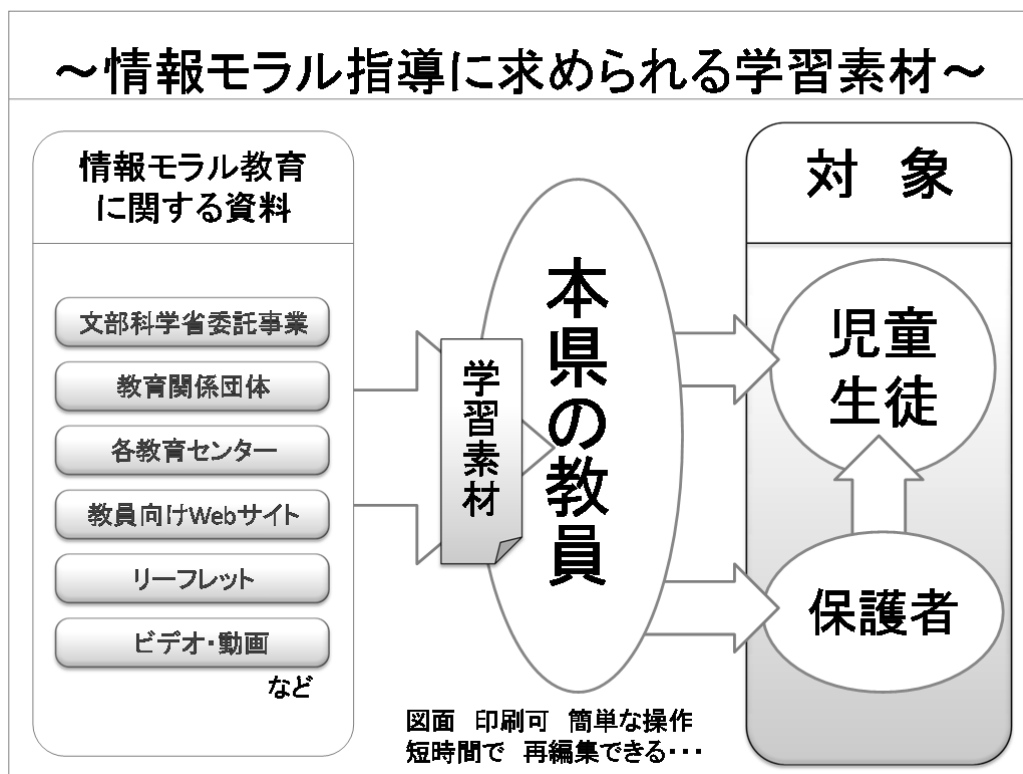 ～情報モラル指導に求められる学習素材～
情報モラル教育
に関する資料
文部科学省委託事業
教育関係団体
各教育センター
教員向けWebサイト
リーフレット
ビデオ・動画
など
学習素材
本県の教員
図面　印刷可　簡単な操作
短時間で　再編集できる・・・
対　象
児童
生徒
保護者